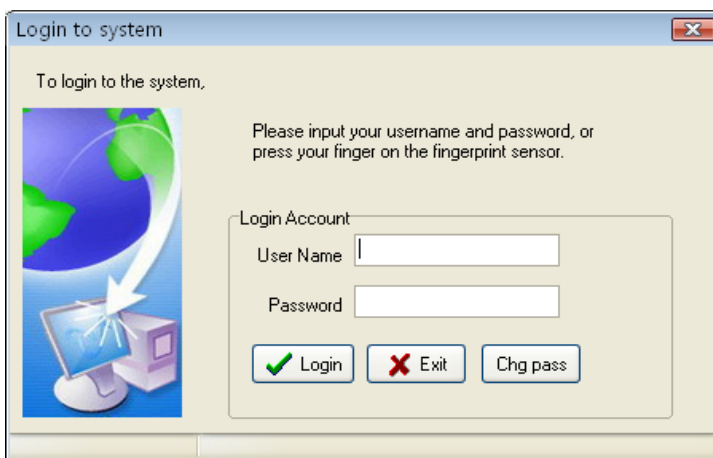 Login to system
To login to the system,
Please input your username and password, or
press your finger on the fingerprint sensor.
Login Account
User Name
Password
Login
Exit
Chg pass